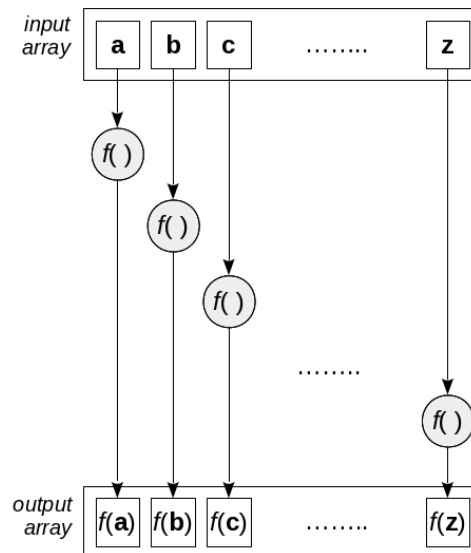 input array
a b c ........ z
f( )
f( )
f( )
........
f( )
output array
f(a) f(b) f(c) ........ f(z)